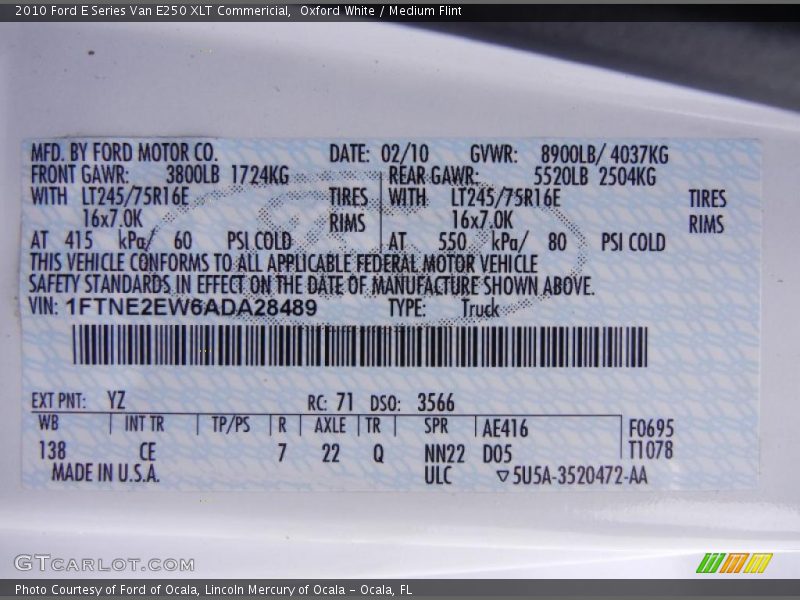 2010 Ford E Series Van E250 XLT Commericial, Oxford White / Medium Flint
MFD. BY FORD MOTOR CO. DATE: 02/10 GVWR: 8900LB/ 4037KG
FRONT GAWR: 3800LB 1724KG REAR GAWR: 5520LB 2504KG
WITH LT245/75R16E TIRES WITH LT245/75R16E TIRES
16x7.0K RIMS 16x7.0K RIMS
AT 415 kPa/ 60 PSI COLD AT 550 kPa/ 80 PSI COLD
THIS VEHICLE CONFORMS TO ALL APPLICABLE FEDERAL MOTOR VEHICLE
SAFETY STANDARDS IN EFFECT ON THE DATE OF MANUFACTURE SHOWN ABOVE.
VIN: 1FTNE2EW6ADA28489 TYPE: Truck
EXT PNT: YZ RC: 71 DSO: 3566
WB INT TR TP/PS R AXLE TR SPR AE416 F0695
138 CE 7 22 Q NN22 D05 T1078
MADE IN U.S.A. ULC ▽5U5A-3520472-AA
GTCARLOT.COM
Photo Courtesy of Ford of Ocala, Lincoln Mercury of Ocala - Ocala, FL